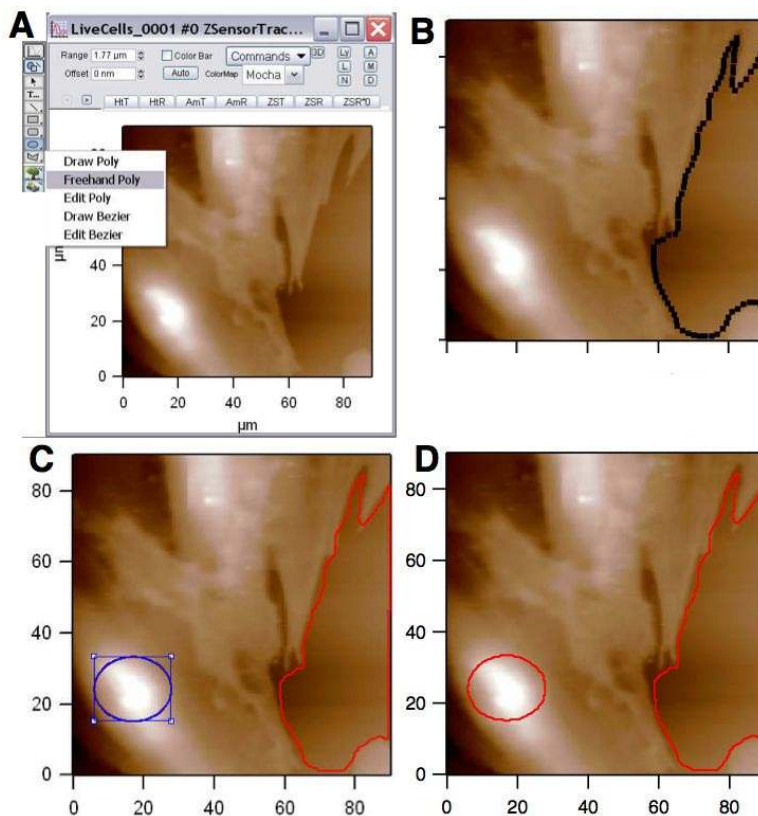 A
LiveCells_0001 #0 ZSensorTrac...
Range 1.77 µm Color Bar Commands 3D Ly A
L M
Offset 0 nm Auto ColorMap Mocha N D
HtT HtR AmT AmR ZST ZSR ZSR*0
T...
Draw Poly
Freehand Poly
Edit Poly
Draw Bezier
Edit Bezier
µm
40
20
0
0 20 40 60 80
µm
B
C
80
60
40
20
0
0 20 40 60 80
D
80
60
40
20
0
0 20 40 60 80